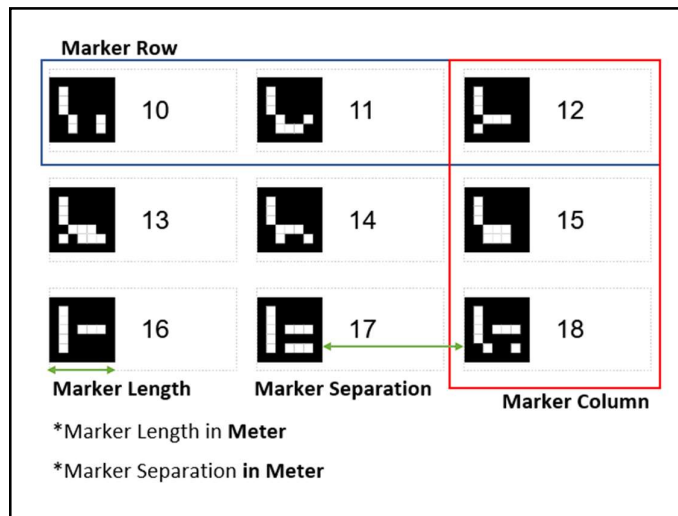 Marker Row
10 11 12
13 14 15
16 17 18
Marker Length Marker Separation Marker Column
*Marker Length in Meter
*Marker Separation in Meter